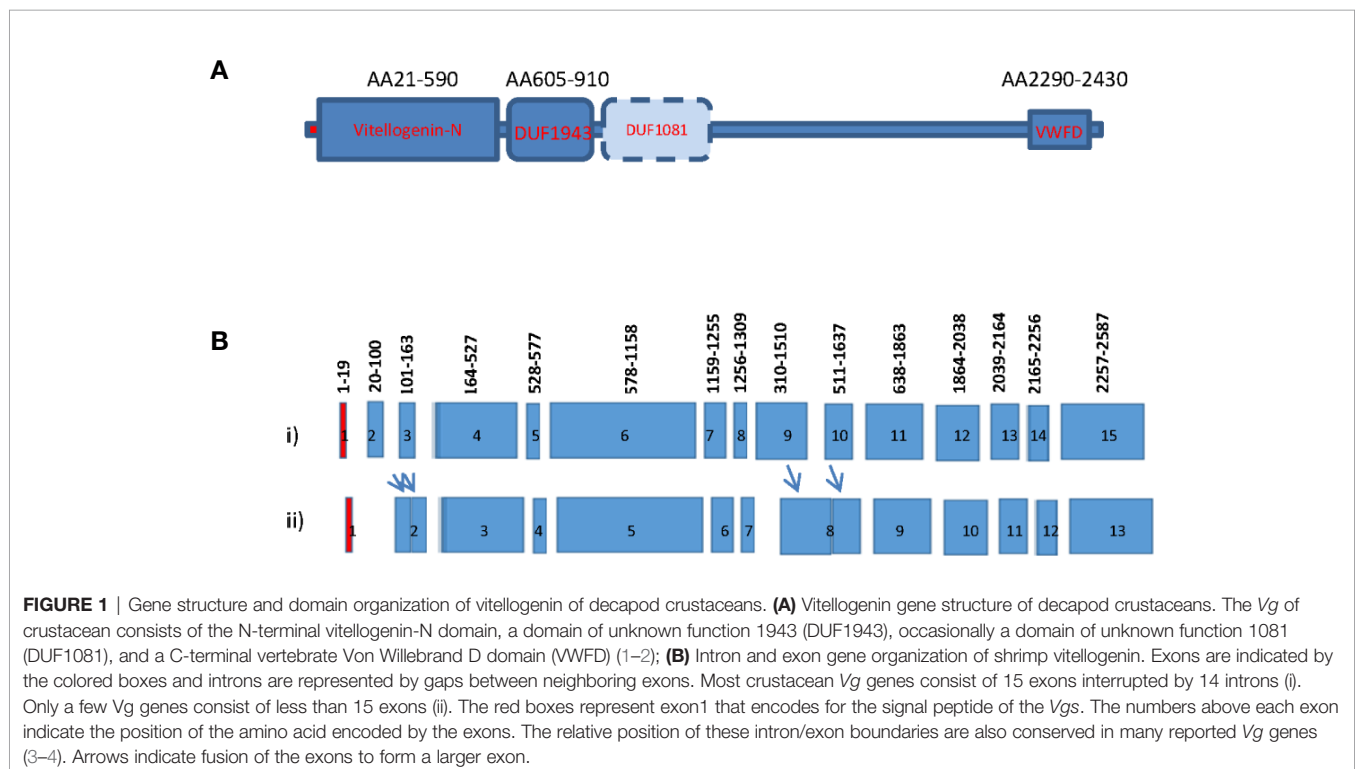 A
AA21-590 AA605-910 AA2290-2430
Vitellogenin-N DUF1943 DUF1081 VWFD
B
1-19 20-100 101-163 164-527 528-577 578-1158 1159-1255 1256-1309 310-1510 511-1637 638-1863 1864-2038 2039-2164 2165-2256 2257-2587
i) 1 2 3 4 5 6 7 8 9 10 11 12 13 14 15
ii) 1 2 3 4 5 6 7 8 9 10 11 12 13
FIGURE 1 | Gene structure and domain organization of vitellogenin of decapod crustaceans. (A) Vitellogenin gene structure of decapod crustaceans. The Vg of
crustacean consists of the N-terminal vitellogenin-N domain, a domain of unknown function 1943 (DUF1943), occasionally a domain of unknown function 1081
(DUF1081), and a C-terminal vertebrate Von Willebrand D domain (VWFD) (1–2); (B) Intron and exon gene organization of shrimp vitellogenin. Exons are indicated by
the colored boxes and introns are represented by gaps between neighboring exons. Most crustacean Vg genes consist of 15 exons interrupted by 14 introns (i).
Only a few Vg genes consist of less than 15 exons (ii). The red boxes represent exon1 that encodes for the signal peptide of the Vgs. The numbers above each exon
indicate the position of the amino acid encoded by the exons. The relative position of these intron/exon boundaries are also conserved in many reported Vg genes
(3–4). Arrows indicate fusion of the exons to form a larger exon.